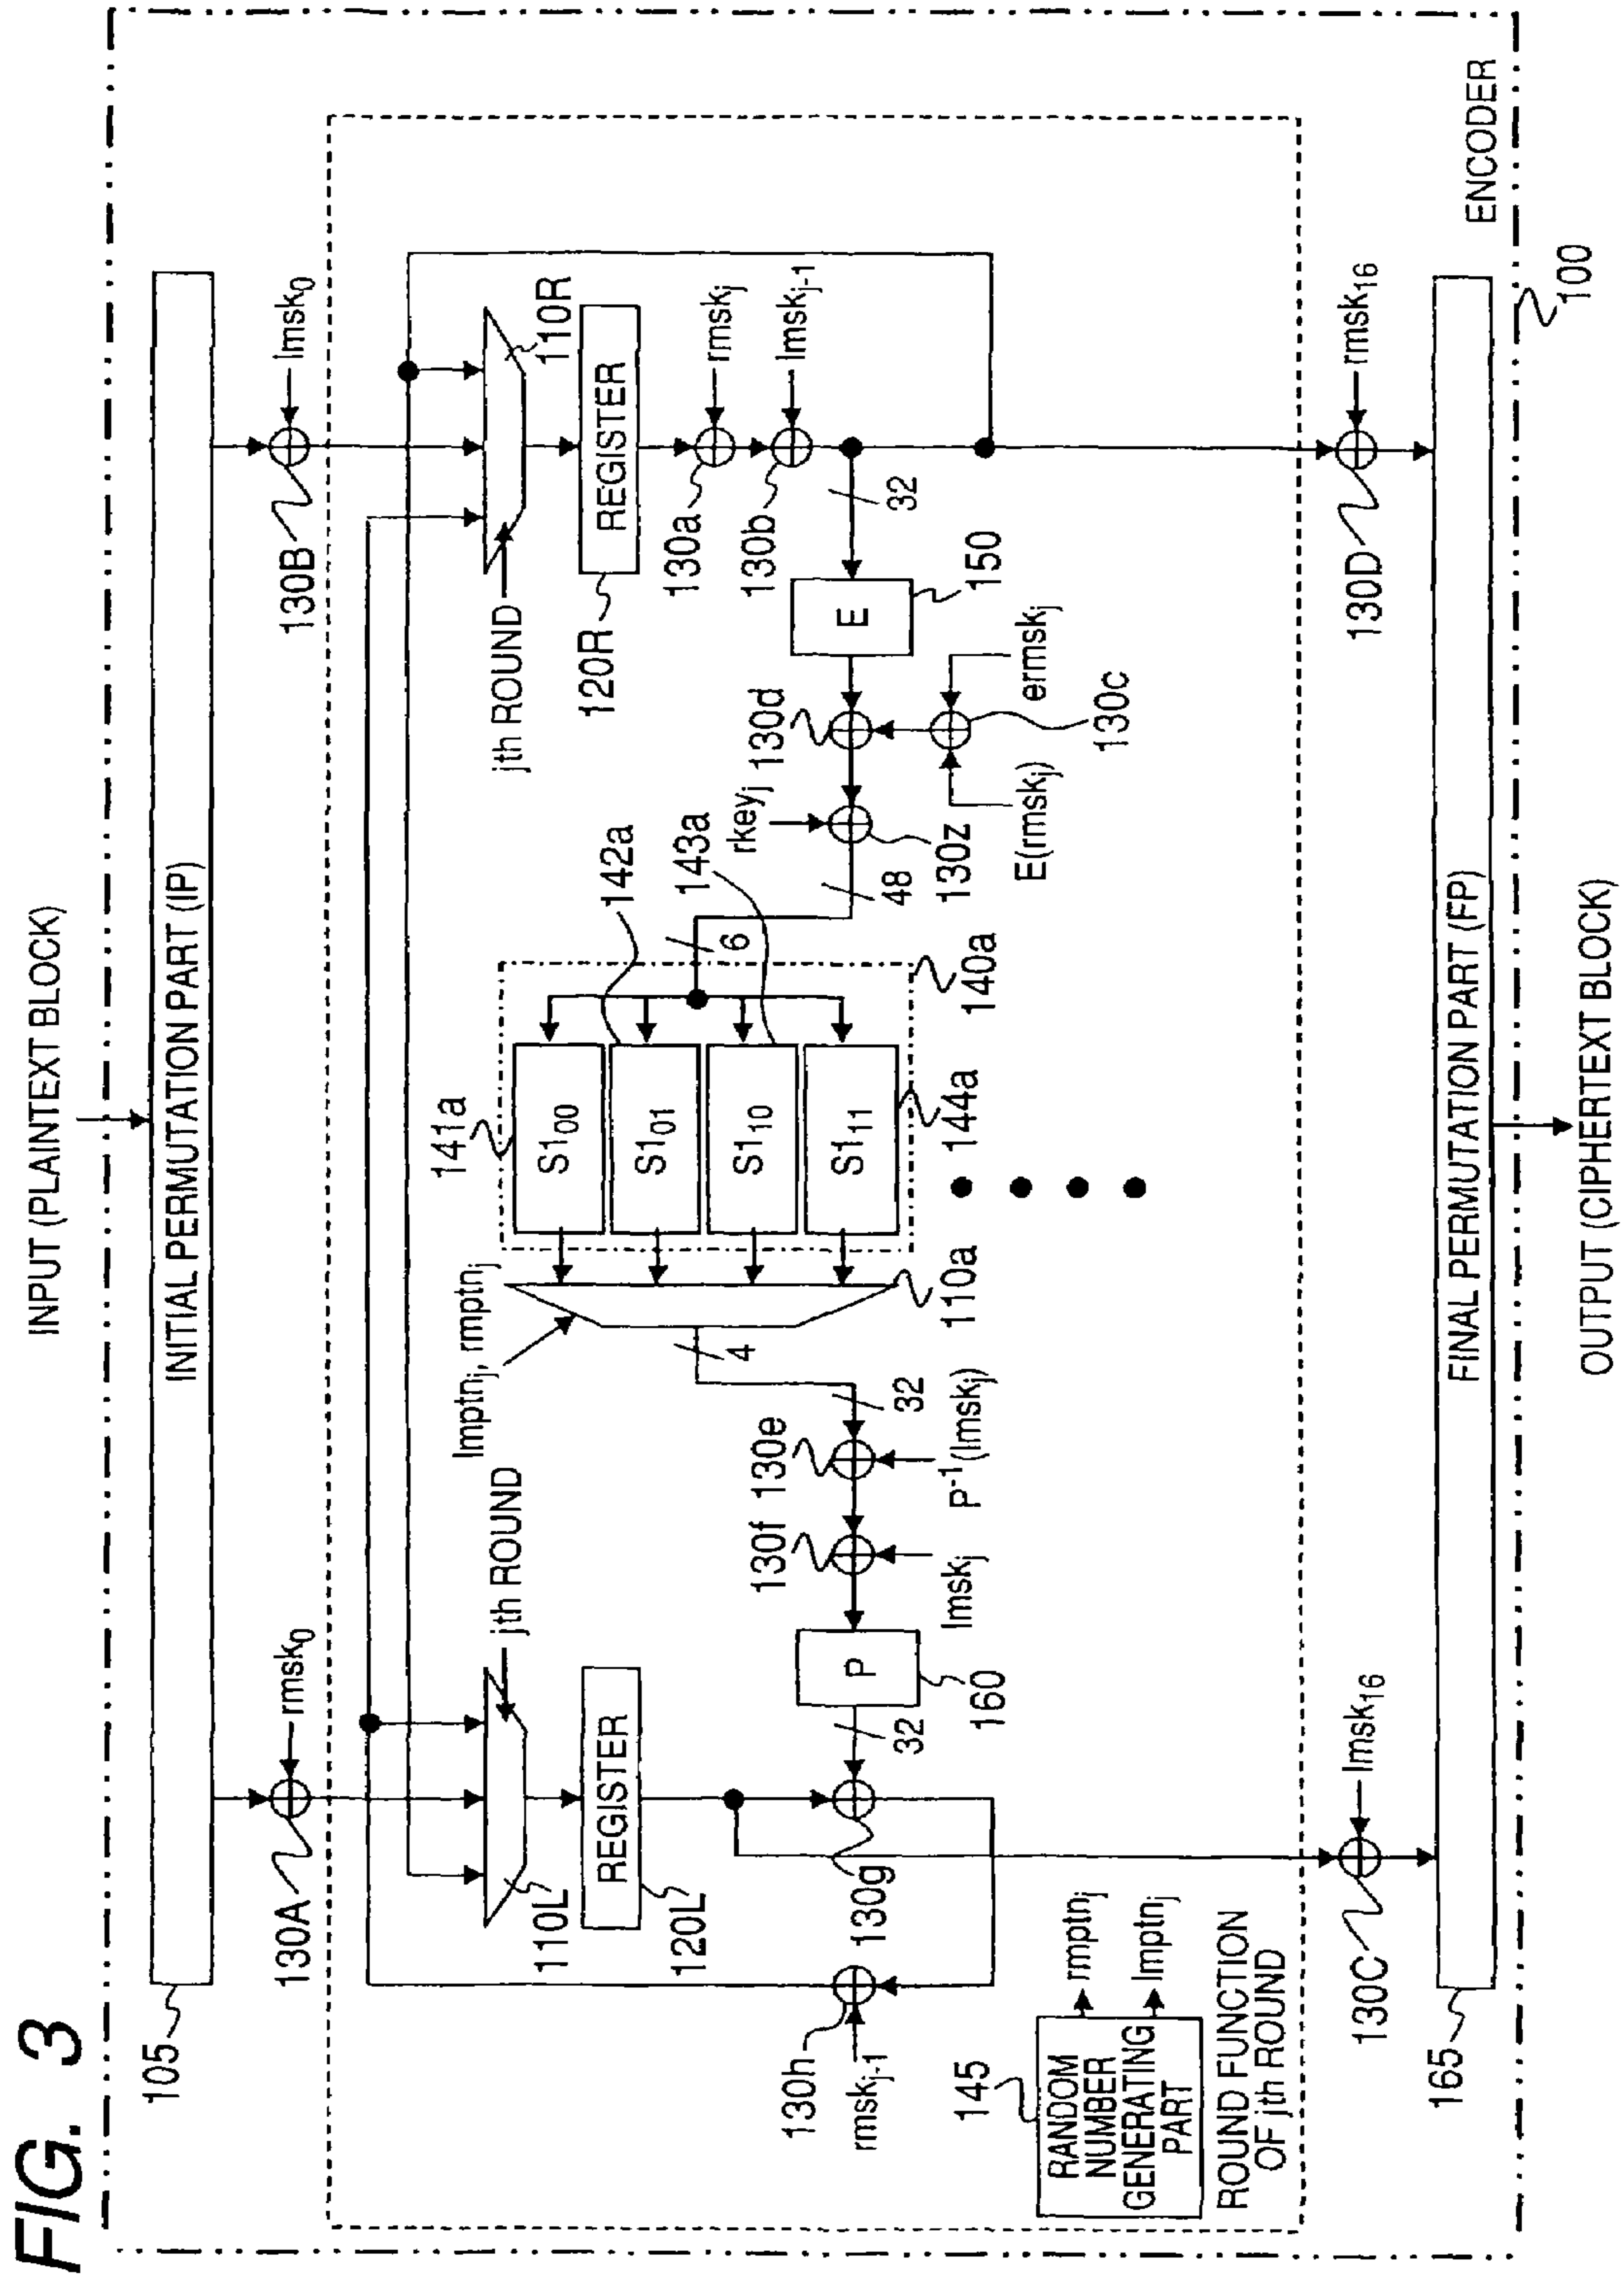 FIG. 3
INPUT (PLAINTEXT BLOCK)
105
INITIAL PERMUTATION PART (IP)
130A
rmsk0
130B
lmsk0
110L
jth ROUND
jth ROUND
110R
120L
REGISTER
120R
REGISTER
lmptnj, rmptnj
141a
S100
S101
S110
S111
142a
143a
144a
140a
110a
6
4
130a
rmskj
130b
lmskj-1
32
E
150
130d
rkeyj
130z
48
ermskj
E(rmskj)
130c
32
130e
P-1(lmskj)
130f
lmskj
P
160
32
130g
130h
rmskj-1
145
RANDOM
NUMBER
GENERATING
PART
rmptnj
lmptnj
ROUND FUNCTION
OF jth ROUND
130C
lmsk16
130D
rmsk16
165
FINAL PERMUTATION PART (FP)
ENCODER
100
OUTPUT (CIPHERTEXT BLOCK)